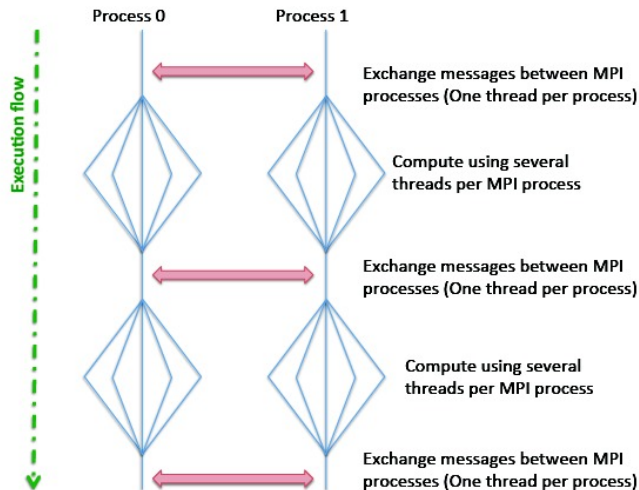 Process 0
Process 1
Execution flow
Exchange messages between MPI
processes (One thread per process)
Compute using several
threads per MPI process
Exchange messages between MPI
processes (One thread per process)
Compute using several
threads per MPI process
Exchange messages between MPI
processes (One thread per process)